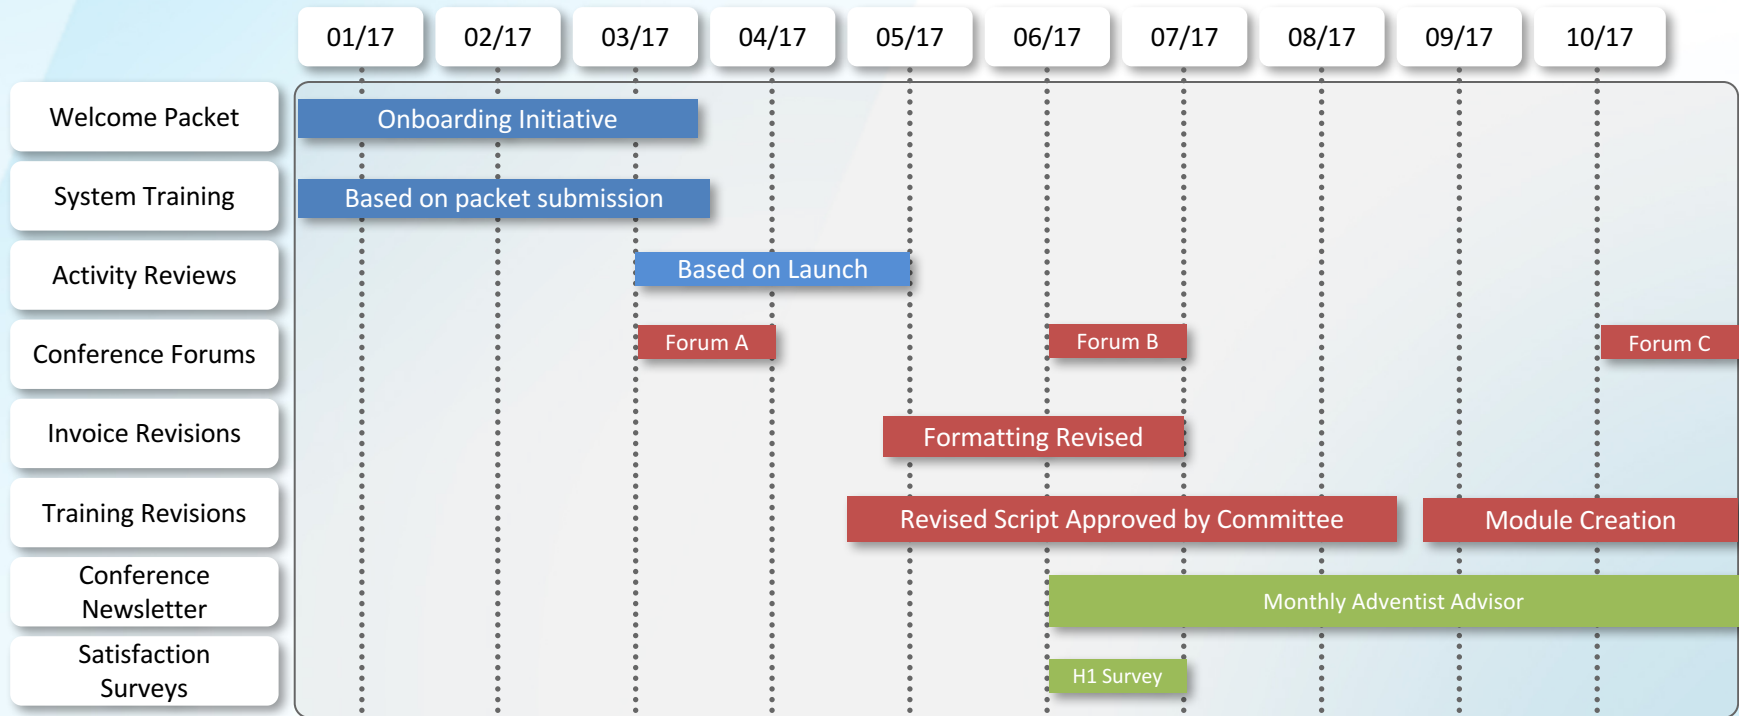 01/17 02/17 03/17 04/17 05/17 06/17 07/17 08/17 09/17 10/17
Welcome Packet
Onboarding Initiative
System Training
Based on packet submission
Activity Reviews
Based on Launch
Conference Forums
Forum A
Forum B
Forum C
Invoice Revisions
Formatting Revised
Training Revisions
Revised Script Approved by Committee
Module Creation
Conference
Newsletter
Monthly Adventist Advisor
Satisfaction
Surveys
H1 Survey